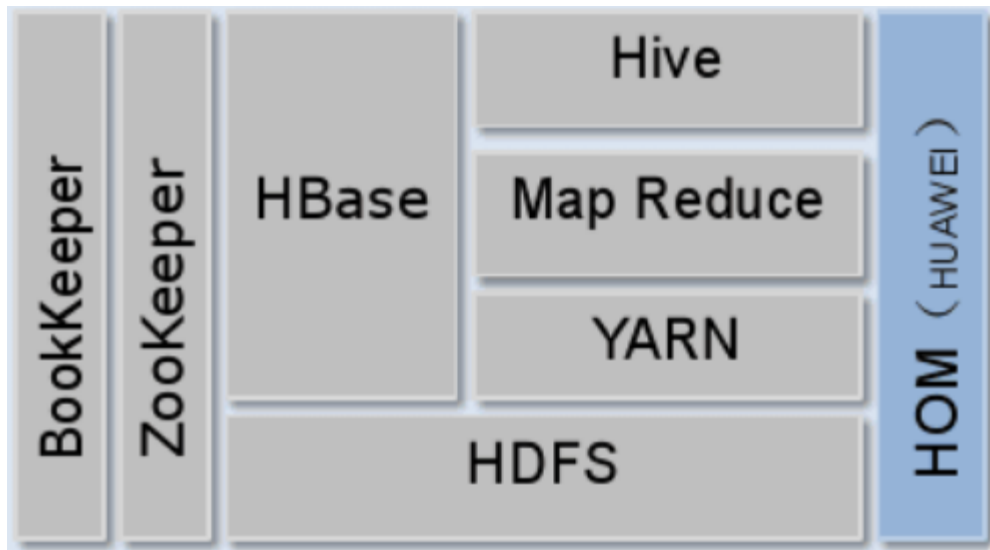 BookKeeper
ZooKeeper
HBase
Hive
Map Reduce
YARN
HDFS
HOM（HUAWEI）